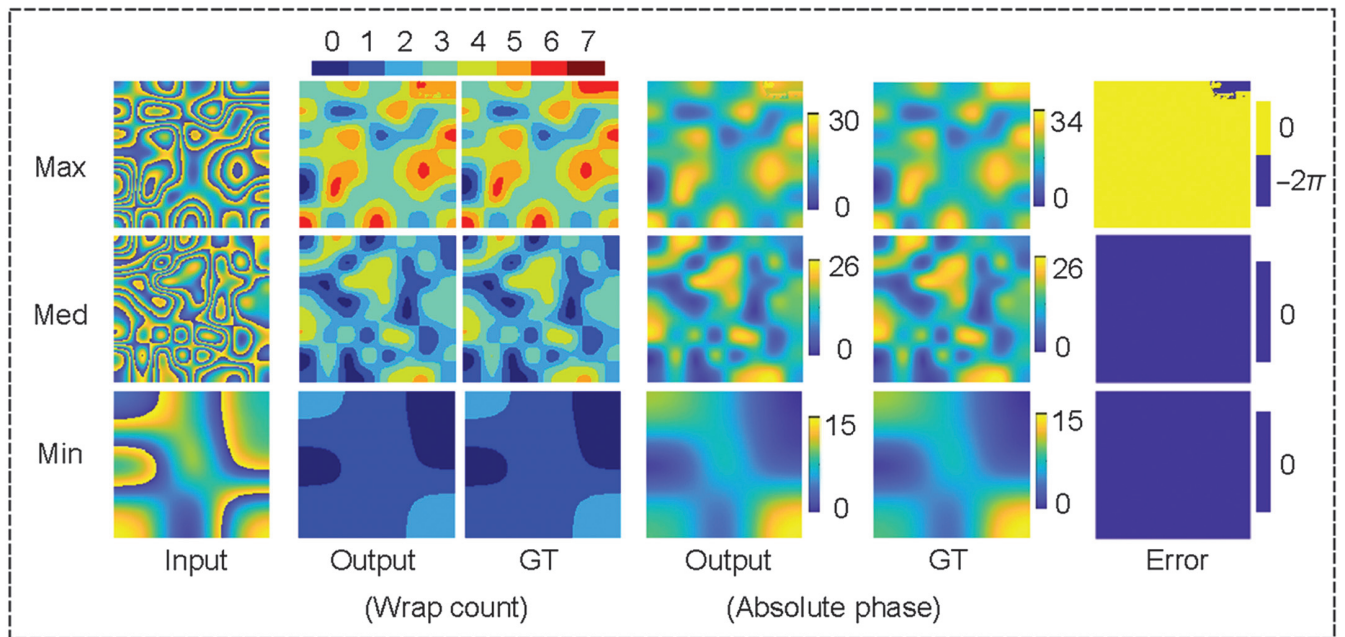 0 1 2 3 4 5 6 7
Max
30
0
34
0
0
−2π
Med
26
0
26
0
0
Min
15
0
15
0
0
Input Output GT Output GT Error
(Wrap count) (Absolute phase)